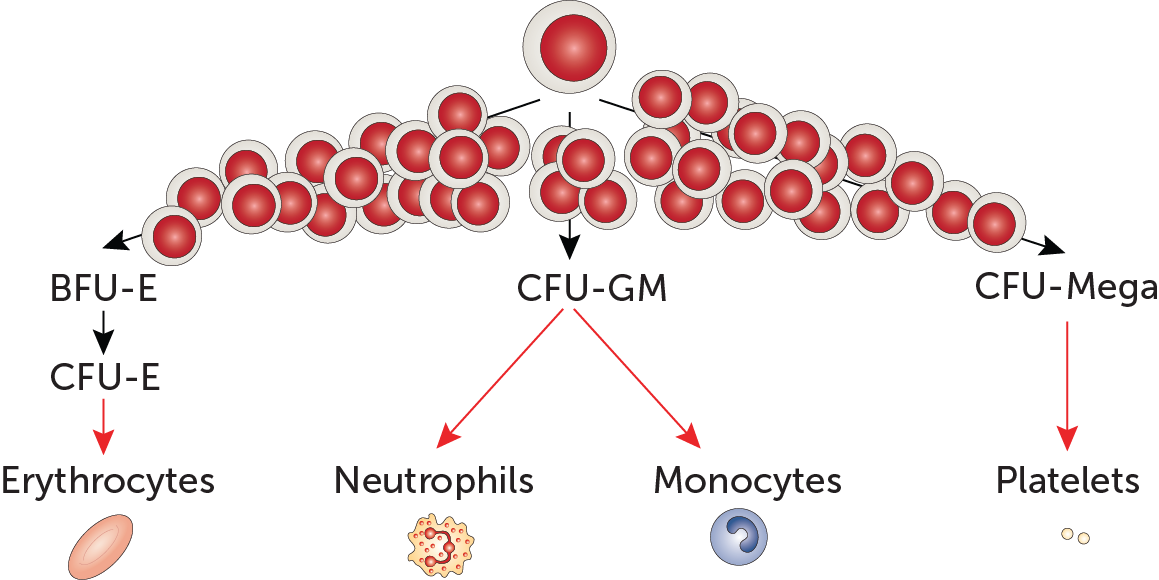 BFU-E
CFU-GM
CFU-Mega
CFU-E
Erythrocytes
Neutrophils
Monocytes
Platelets